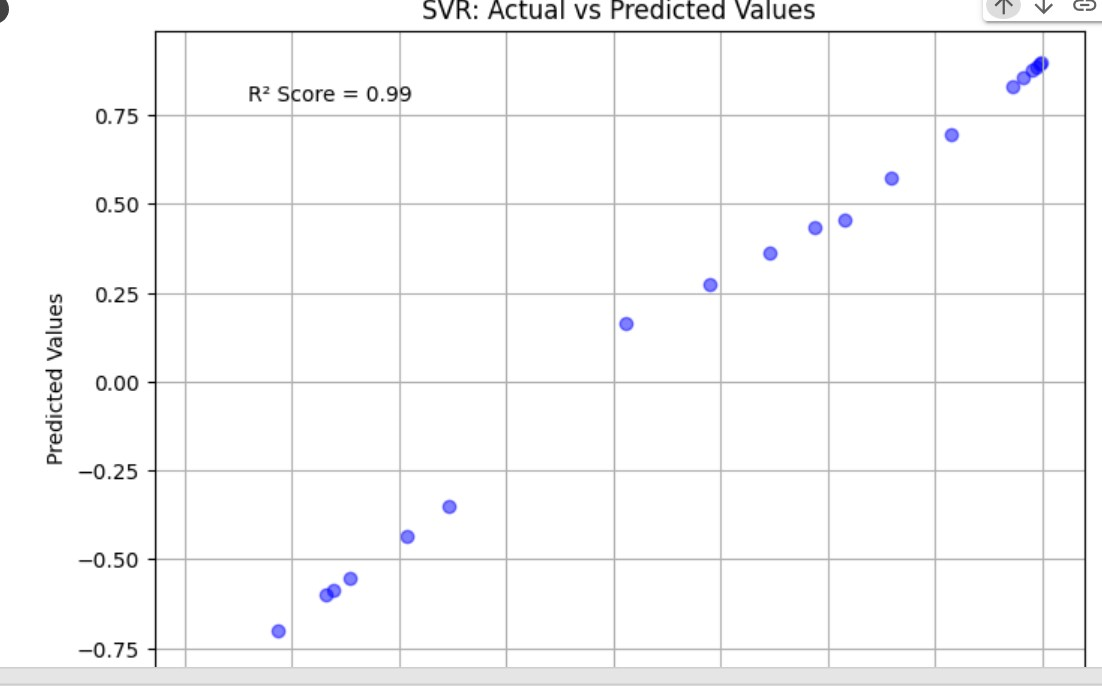 SVR: Actual vs Predicted Values
R² Score = 0.99
0.75
0.50
0.25
0.00
−0.25
−0.50
−0.75
Predicted Values